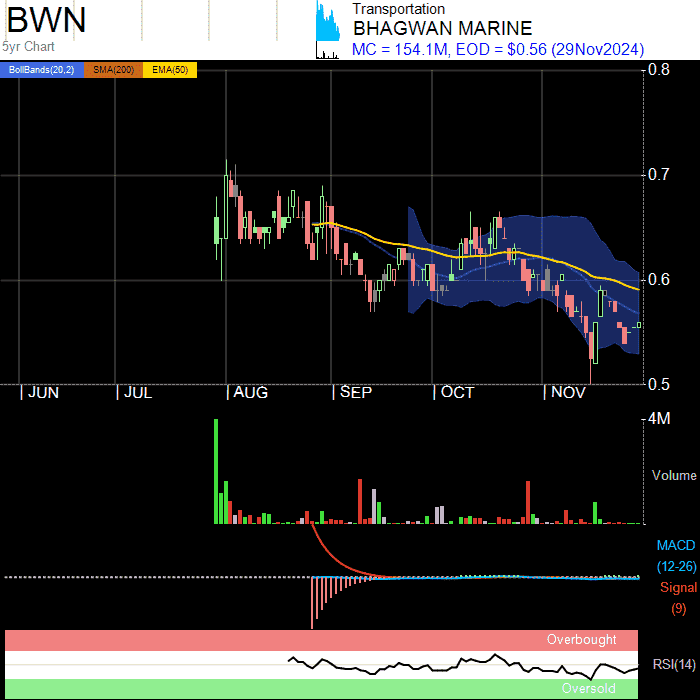 BWN
5yr Chart
Transportation
BHAGWAN MARINE
MC = 154.1M, EOD = $0.56 (29Nov2024)
BollBands(20,2) SMA(200) EMA(50)
0.8
0.7
0.6
0.5
JUN JUL AUG SEP OCT NOV
4M
Volume
MACD
(12-26)
Signal
(9)
Overbought
RSI(14)
Oversold